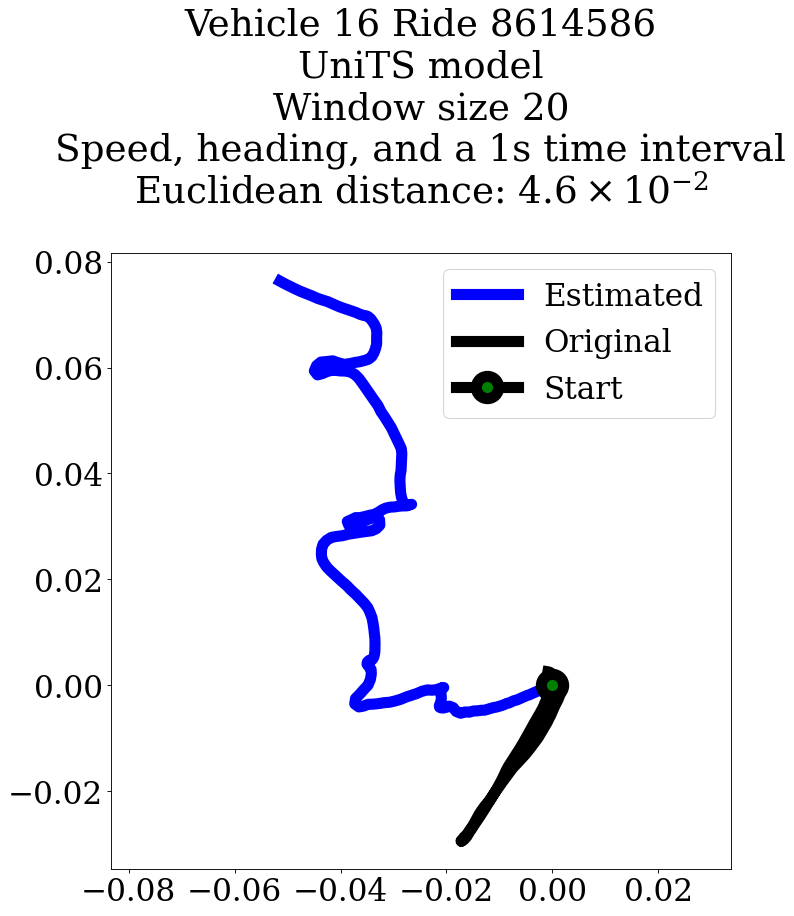 Vehicle 16 Ride 8614586
UniTS model
Window size 20
Speed, heading, and a 1s time interval
Euclidean distance: 4.6 × 10⁻²
Estimated
Original
Start
0.08
0.06
0.04
0.02
0.00
−0.02
−0.08 −0.06 −0.04 −0.02 0.00 0.02